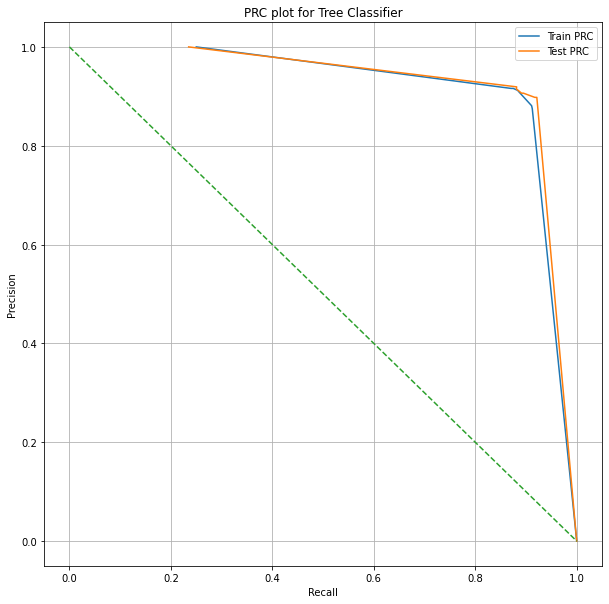 PRC plot for Tree Classifier
Train PRC
Test PRC
1.0
0.8
0.6
0.4
0.2
0.0
Precision
0.0 0.2 0.4 0.6 0.8 1.0
Recall